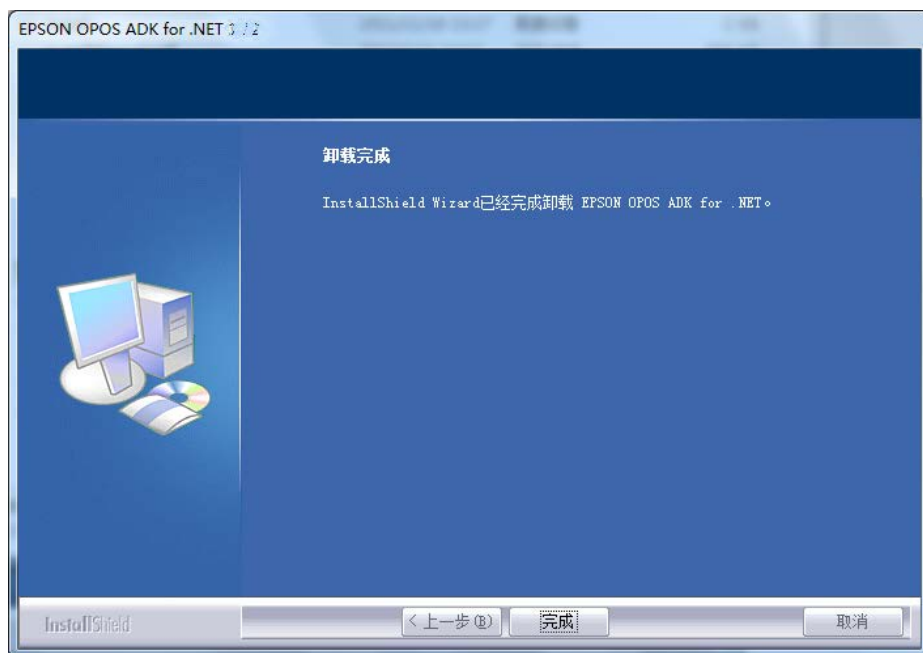 EPSON OPOS ADK for .NET
卸载完成
InstallShield Wizard已经完成卸载 EPSON OPOS ADK for .NET。
InstallShield
< 上一步(B)
完成
取消